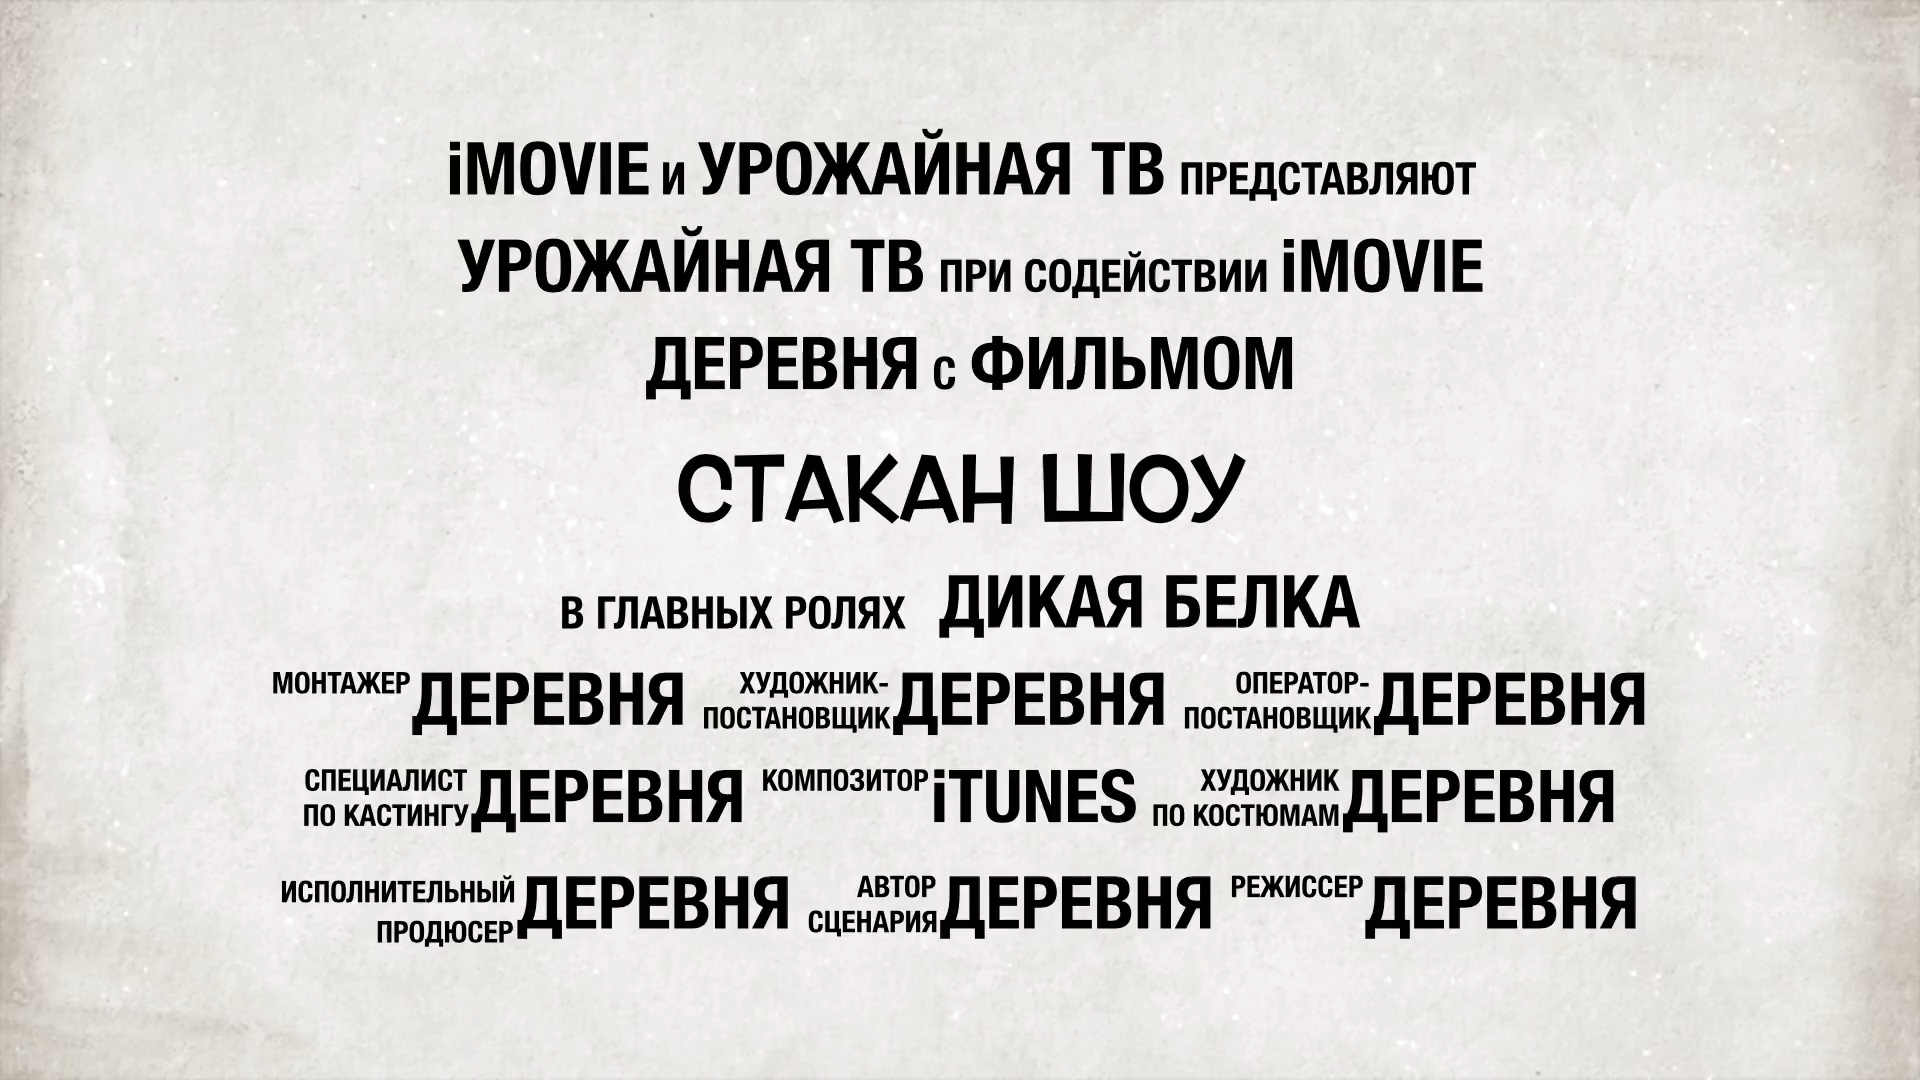 iMOVIE и УРОЖАЙНАЯ ТВ ПРЕДСТАВЛЯЮТ
УРОЖАЙНАЯ ТВ ПРИ СОДЕЙСТВИИ iMOVIE
ДЕРЕВНЯ С ФИЛЬМОМ
СТАКАН ШОУ
В ГЛАВНЫХ РОЛЯХ ДИКАЯ БЕЛКА
МОНТАЖЕР ДЕРЕВНЯ ХУДОЖНИК-ПОСТАНОВЩИК ДЕРЕВНЯ ОПЕРАТОР-ПОСТАНОВЩИК ДЕРЕВНЯ
СПЕЦИАЛИСТ ПО КАСТИНГУ ДЕРЕВНЯ КОМПОЗИТОР iTUNES ХУДОЖНИК ПО КОСТЮМАМ ДЕРЕВНЯ
ИСПОЛНИТЕЛЬНЫЙ ПРОДЮСЕР ДЕРЕВНЯ АВТОР СЦЕНАРИЯ ДЕРЕВНЯ РЕЖИССЕР ДЕРЕВНЯ